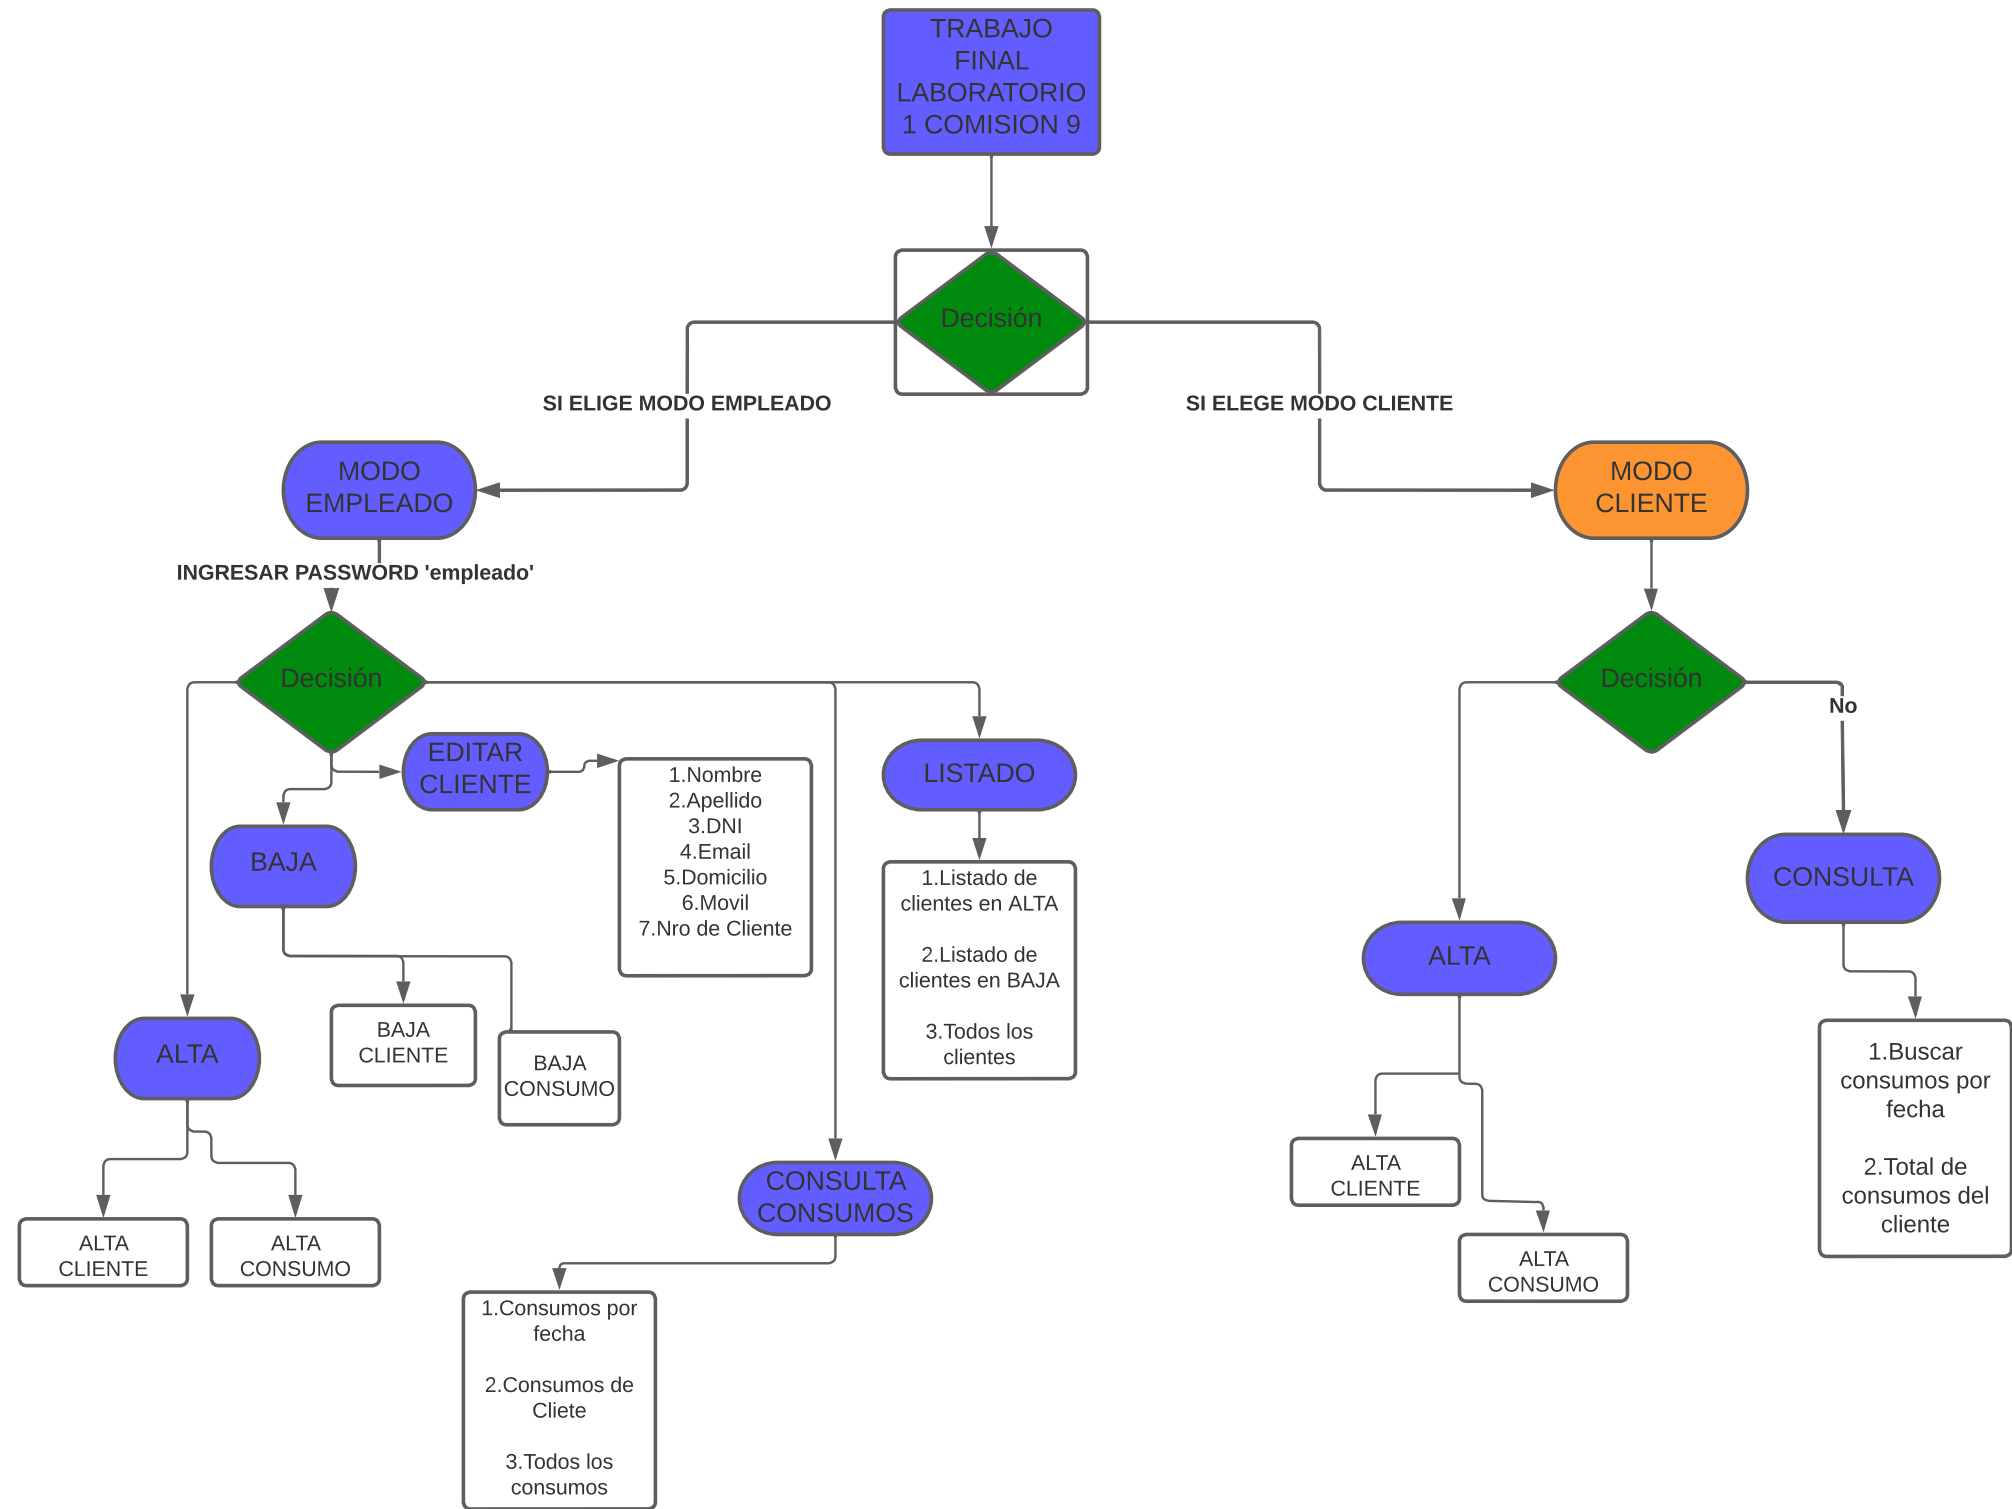 TRABAJO
FINAL
LABORATORIO
1 COMISION 9
Decisión
SI ELIGE MODO EMPLEADO
SI ELEGE MODO CLIENTE
MODO
EMPLEADO
MODO
CLIENTE
INGRESAR PASSWORD 'empleado'
Decisión
Decisión
No
EDITAR
CLIENTE
1.Nombre
2.Apellido
3.DNI
4.Email
5.Domicilio
6.Movil
7.Nro de Cliente
LISTADO
BAJA
1.Listado de
clientes en ALTA
2.Listado de
clientes en BAJA
3.Todos los
clientes
CONSULTA
ALTA
BAJA
CLIENTE
BAJA
CONSUMO
ALTA
1.Buscar
consumos por
fecha
2.Total de
consumos del
cliente
ALTA
CLIENTE
CONSULTA
CONSUMOS
ALTA
CLIENTE
ALTA
CONSUMO
ALTA
CONSUMO
1.Consumos por
fecha
2.Consumos de
Cliete
3.Todos los
consumos